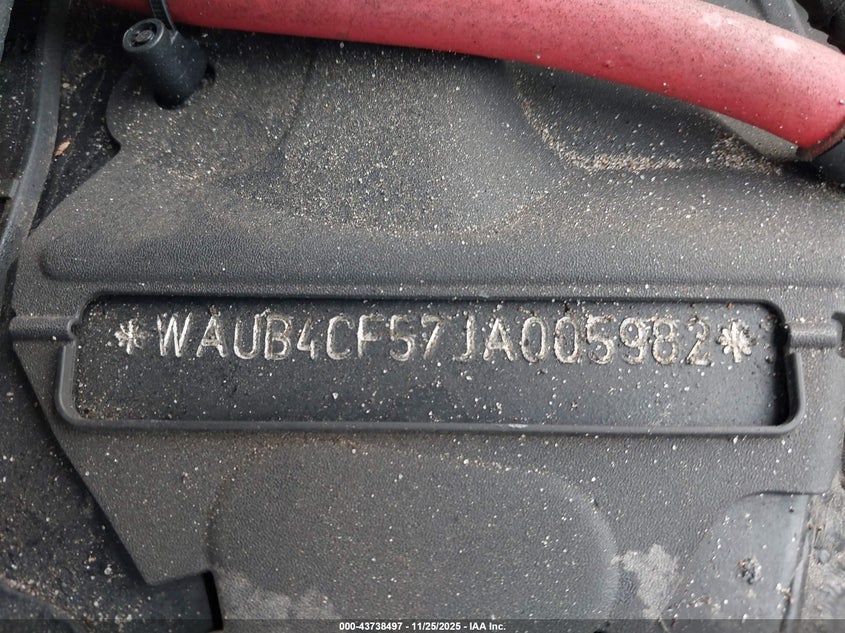 *WAUB4CF57JA005982*
000-43738497 - 11/25/2025 - IAA Inc.